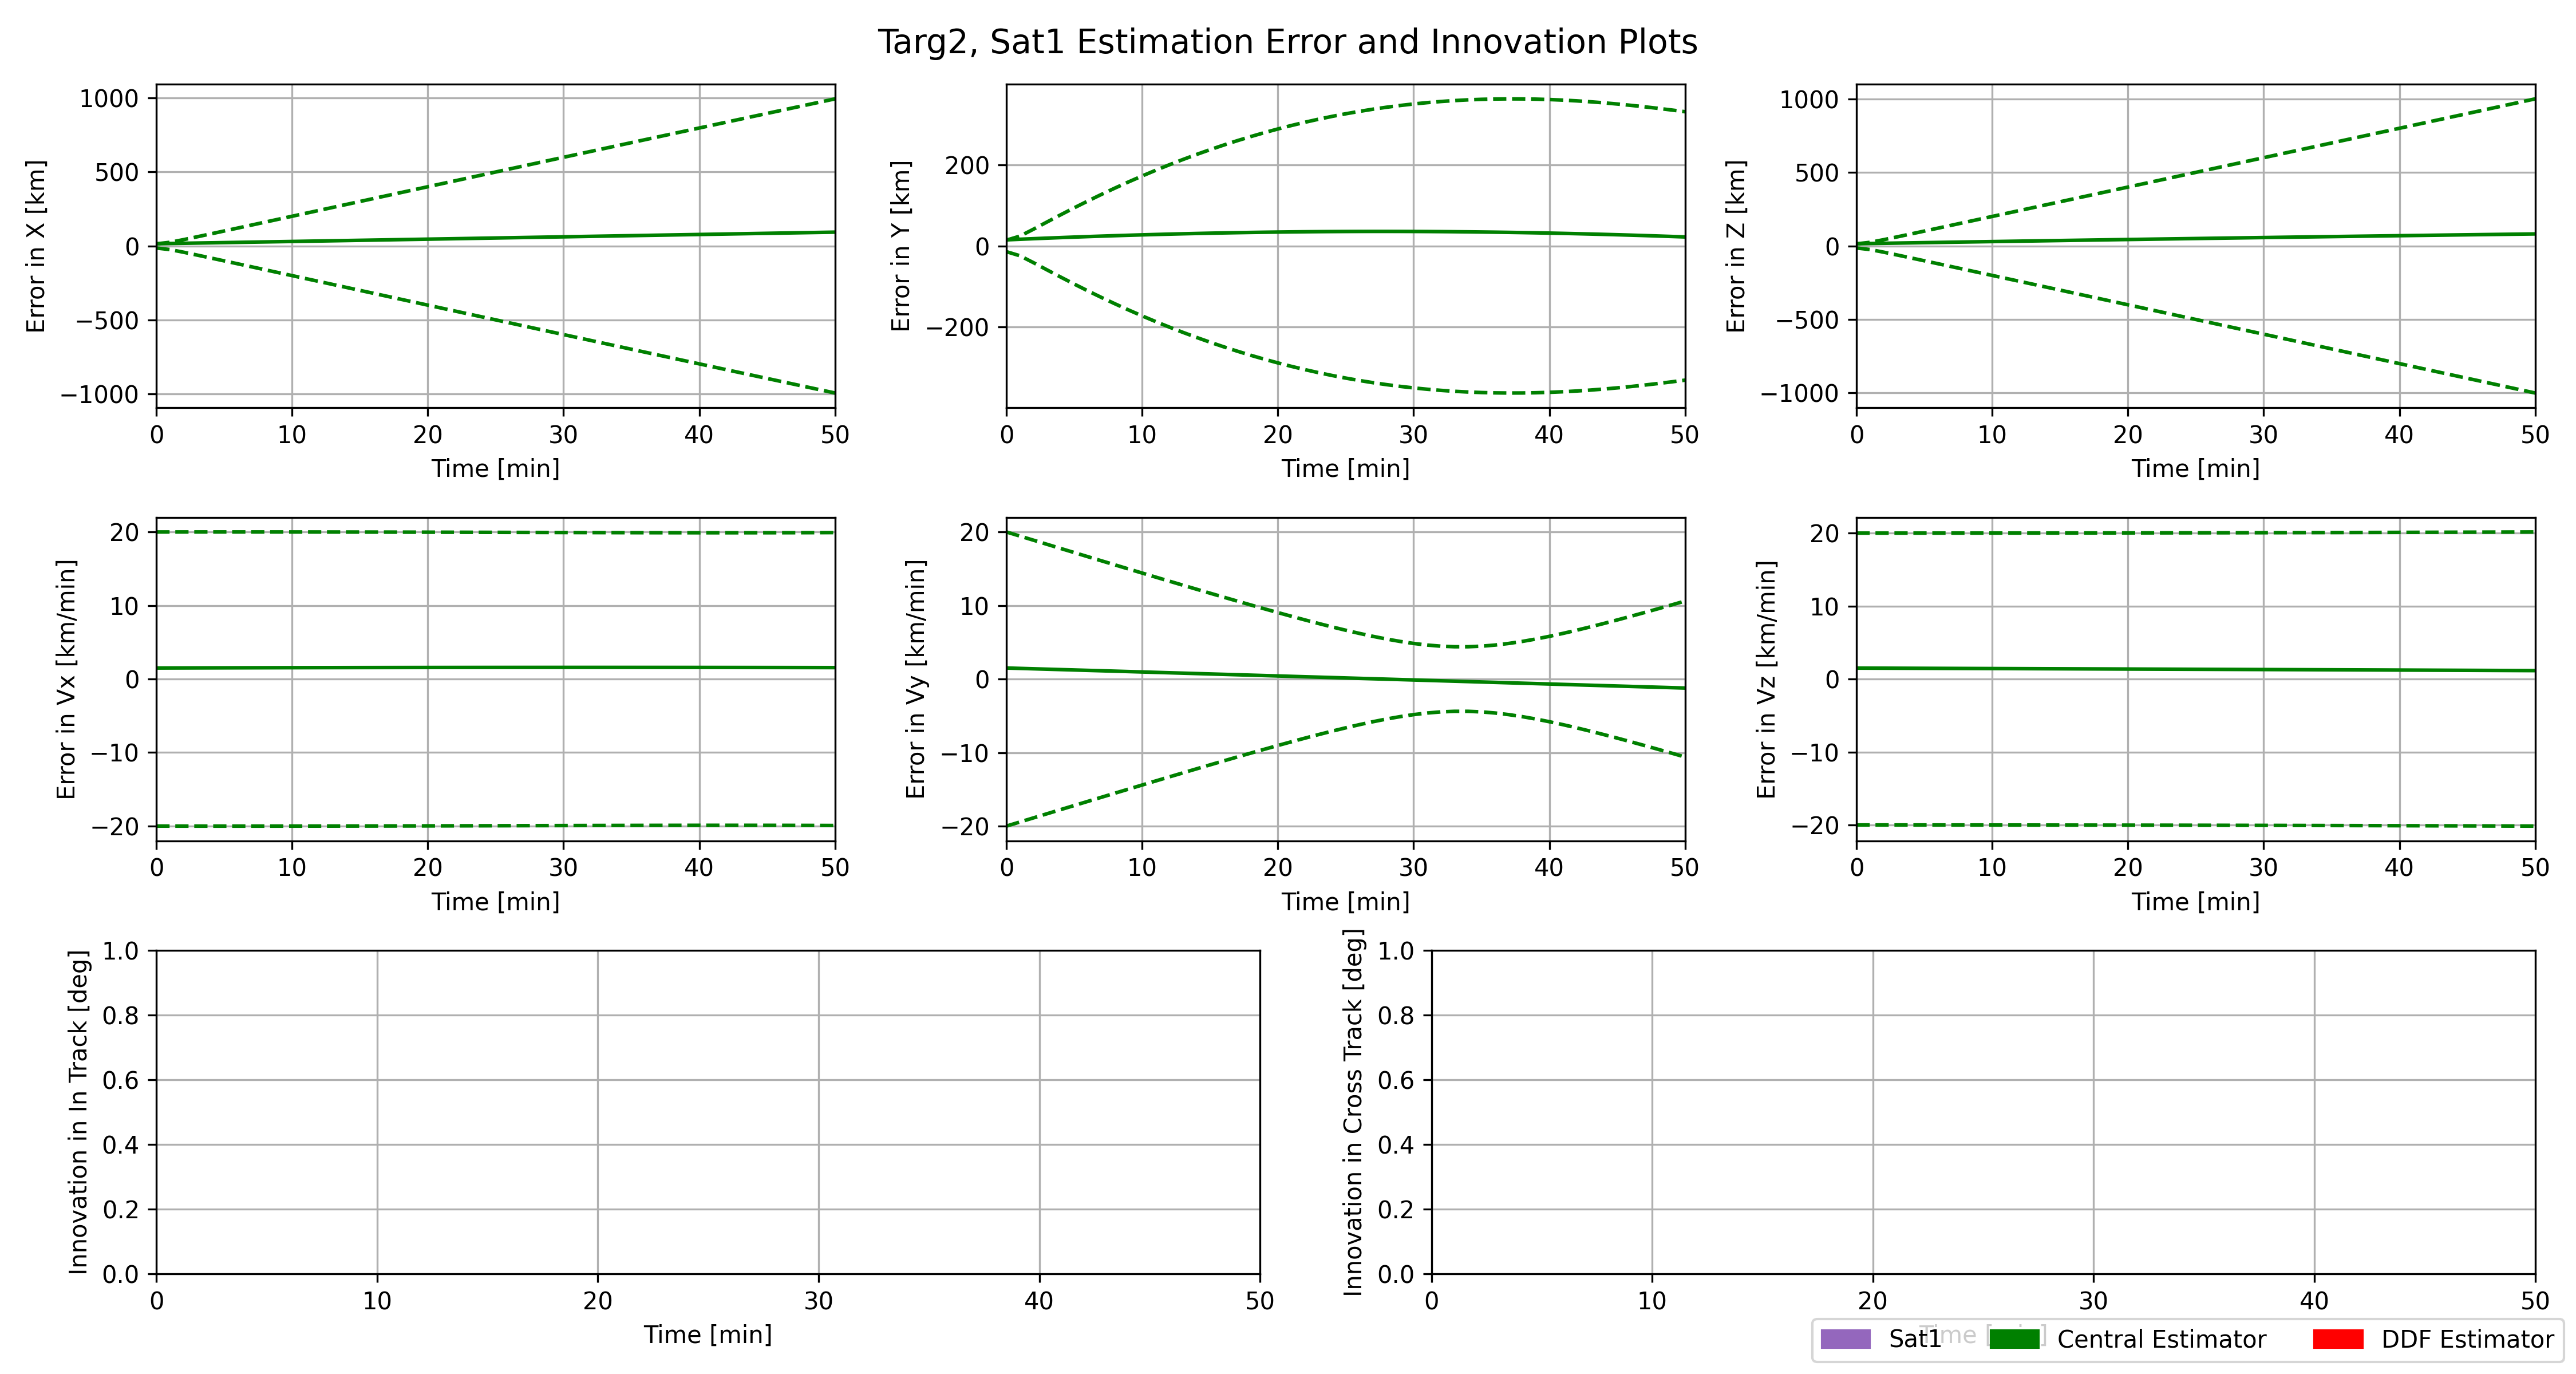 Targ2, Sat1 Estimation Error and Innovation Plots
Error in X [km]
1000
500
0
−500
−1000
0 10 20 30 40 50
Time [min]
Error in Y [km]
200
0
−200
0 10 20 30 40 50
Time [min]
Error in Z [km]
1000
500
0
−500
−1000
0 10 20 30 40 50
Time [min]
Error in Vx [km/min]
20
10
0
−10
−20
0 10 20 30 40 50
Time [min]
Error in Vy [km/min]
20
10
0
−10
−20
0 10 20 30 40 50
Time [min]
Error in Vz [km/min]
20
10
0
−10
−20
0 10 20 30 40 50
Time [min]
Innovation in In Track [deg]
1.0
0.8
0.6
0.4
0.2
0.0
0 10 20 30 40 50
Time [min]
Innovation in Cross Track [deg]
1.0
0.8
0.6
0.4
0.2
0.0
0 10 20 30 40 50
Time [
]
Sat1 Central Estimator DDF Estimator